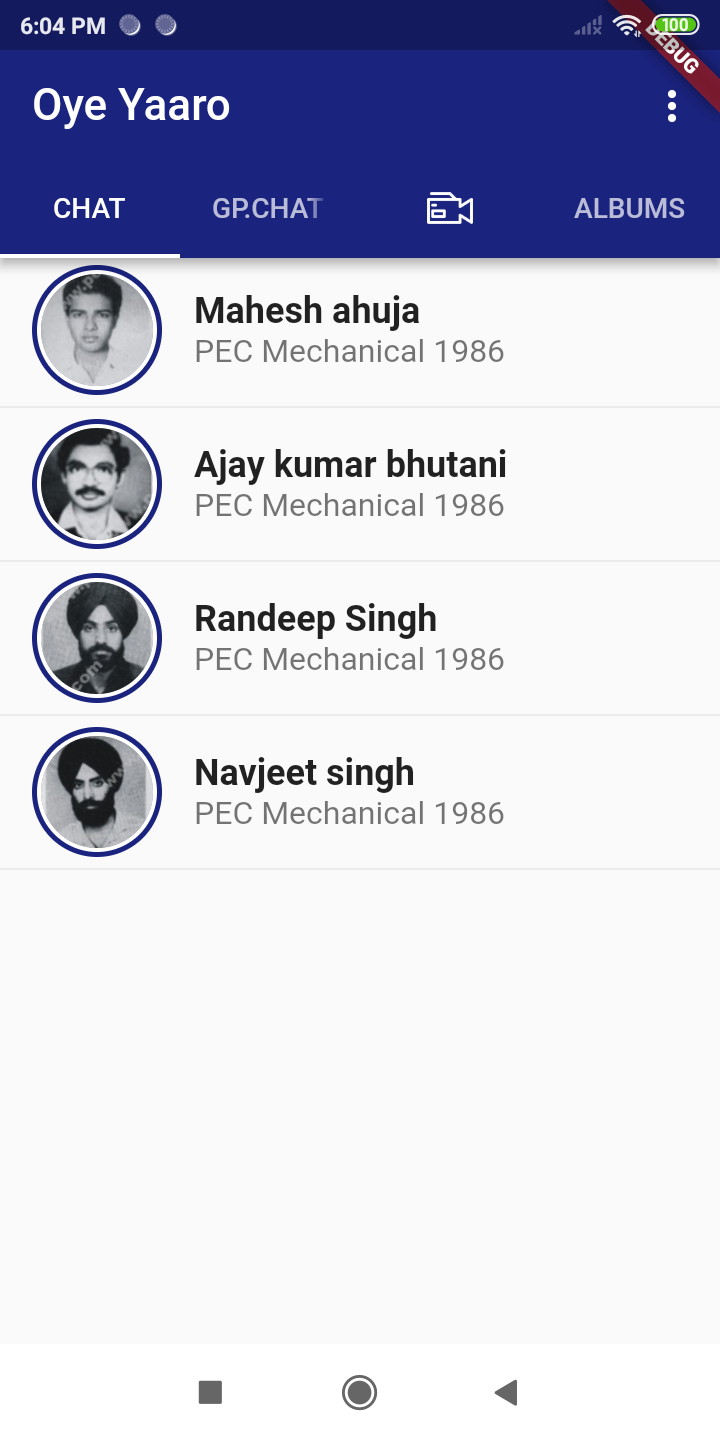 6:04 PM
100
DEBUG
Oye Yaaro
CHAT
GP.CHAT
ALBUMS
Mahesh ahuja
PEC Mechanical 1986
Ajay kumar bhutani
PEC Mechanical 1986
Randeep Singh
PEC Mechanical 1986
.com
Navjeet singh
PEC Mechanical 1986